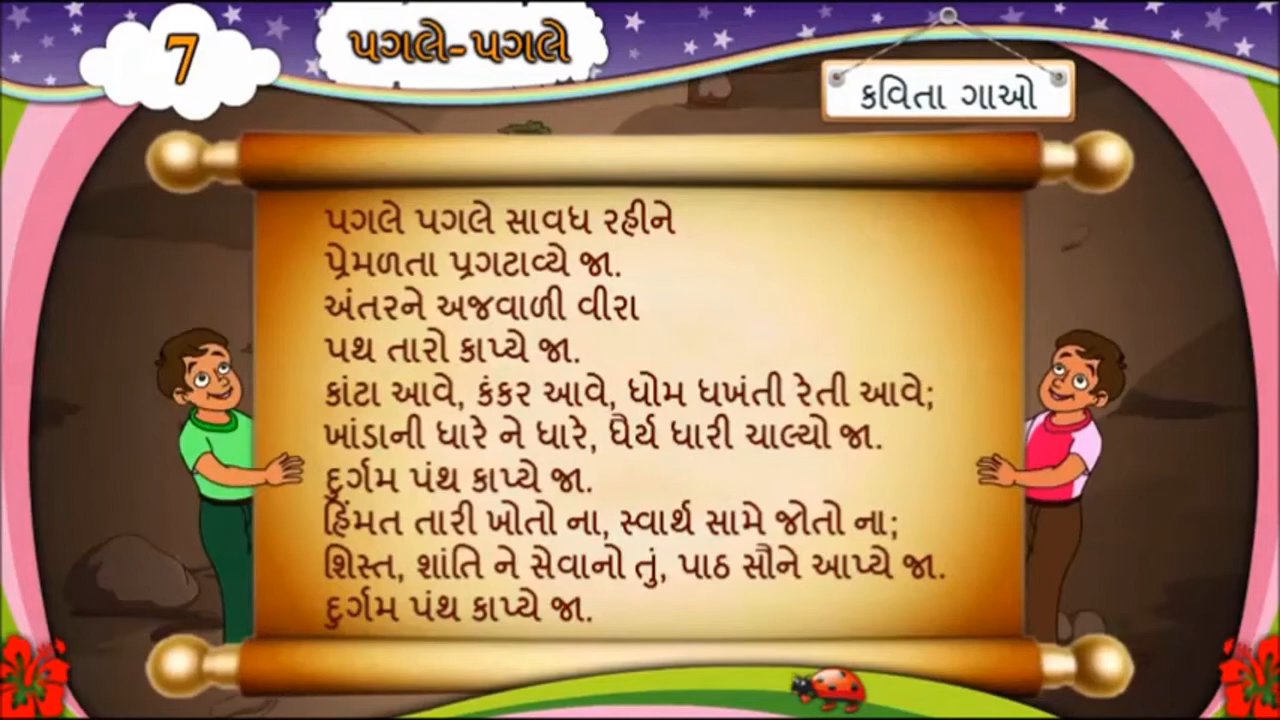 7
પગલે-પગલે
કવિતા ગાઓ
પગલે પગલે સાવધ રહીને
પ્રેમળતા પ્રગટાવ્યે જા.
અંતરને અજવાળી વીરા
પથ તારો કાપ્યે જા.
કાંટા આવે, કંકર આવે, ધોમ ધખંતી રેતી આવે;
ખાંડાની ધારે ને ધારે, ધૈર્ય ધારી ચાલ્યો જા.
દુર્ગમ પંથ કાપ્યે જા.
હિંમત તારી ખોતો ના, સ્વાર્થ સામે જોતો ના;
શિસ્ત, શાંતિ ને સેવાનો તું, પાઠ સૌને આપ્યે જા.
દુર્ગમ પંથ કાપ્યે જા.